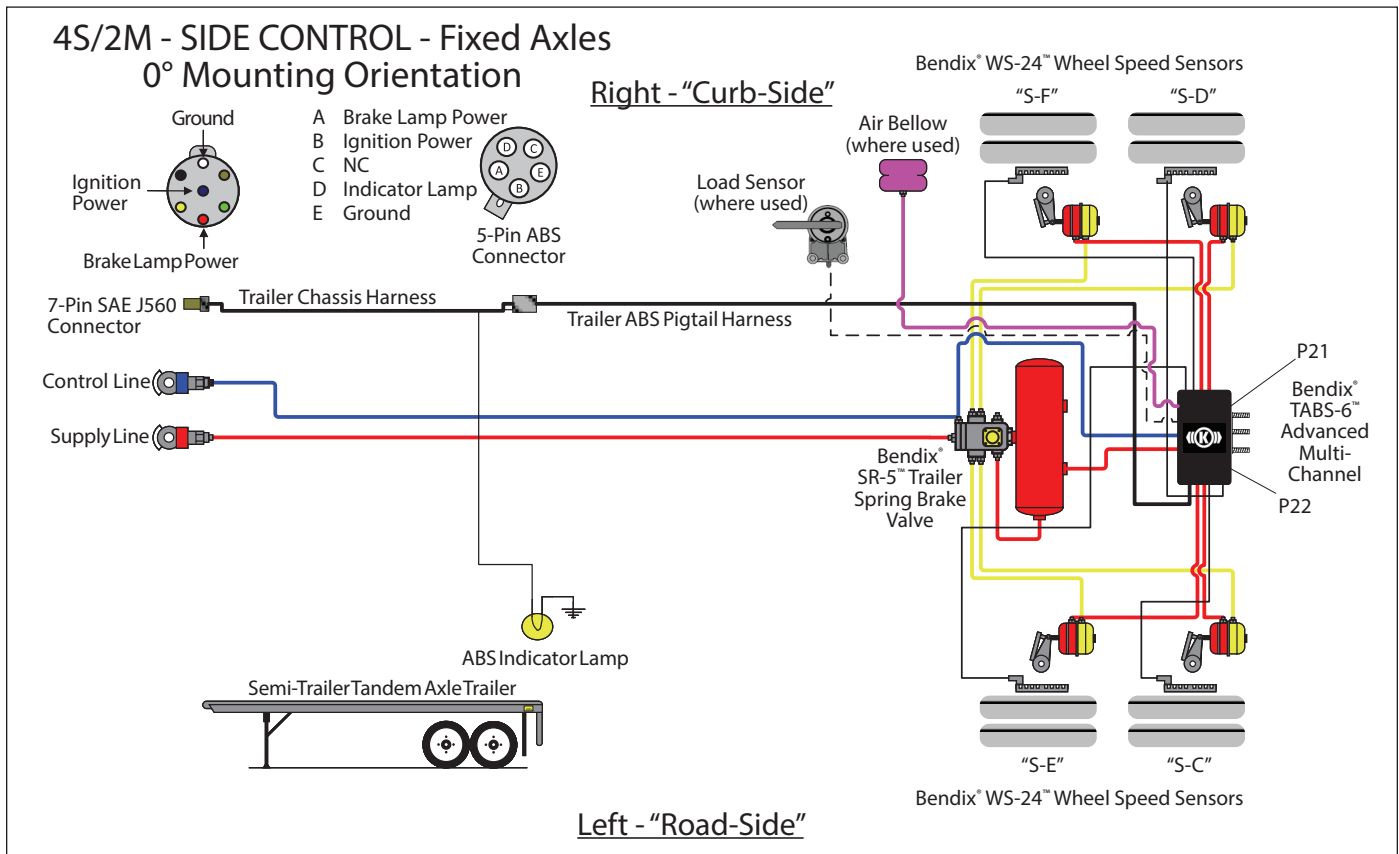 4S/2M - SIDE CONTROL - Fixed Axles
0° Mounting Orientation
Right - “Curb-Side”
Bendix® WS-24™ Wheel Speed Sensors
“S-F”
“S-D”
Ground
Ignition
Power
Brake Lamp Power
A Brake Lamp Power
B Ignition Power
C NC
D Indicator Lamp
E Ground
D
C
A
E
B
5-Pin ABS
Connector
Load Sensor
(where used)
Air Bellow
(where used)
7-Pin SAE J560
Connector
Trailer Chassis Harness
Trailer ABS Pigtail Harness
Control Line
Supply Line
Bendix®
SR-5™ Trailer
Spring Brake
Valve
P21
Bendix®
TABS-6™
Advanced
Multi-
Channel
P22
K
ABS Indicator Lamp
Semi-Trailer Tandem Axle Trailer
“S-E”
“S-C”
Bendix® WS-24™ Wheel Speed Sensors
Left - “Road-Side”